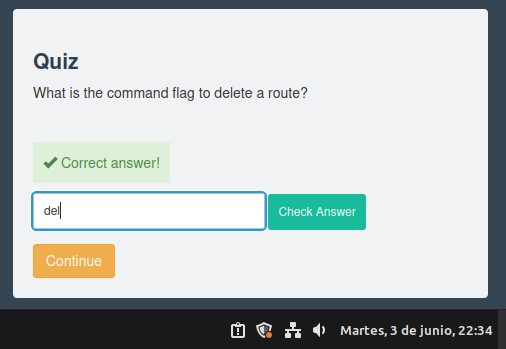 Quiz
What is the command flag to delete a route?
Correct answer!
del
Check Answer
Continue
Martes, 3 de junio, 22:34